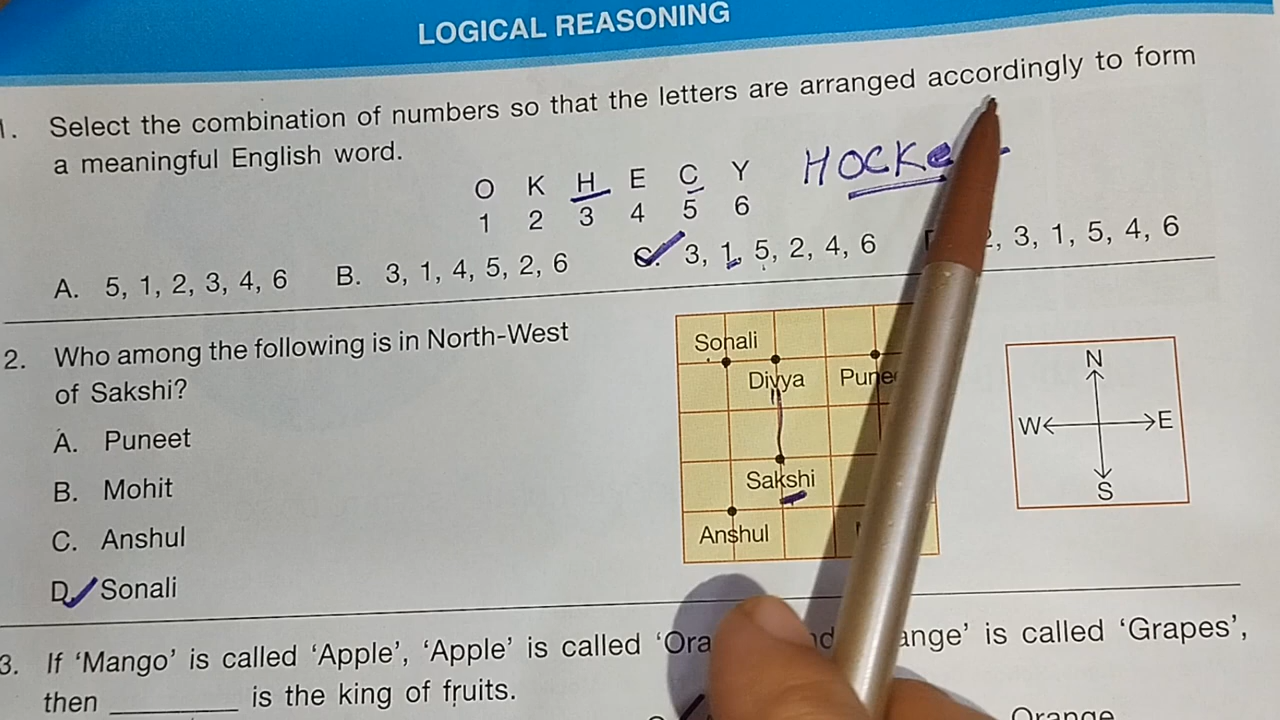 LOGICAL REASONING
1. Select the combination of numbers so that the letters are arranged accordingly to form
a meaningful English word.
HOCKe
O K H E C Y
1 2 3 4 5 6
A. 5, 1, 2, 3, 4, 6 B. 3, 1, 4, 5, 2, 6 C. 3, 1, 5, 2, 4, 6 2, 3, 1, 5, 4, 6
2. Who among the following is in North-West
of Sakshi?
A. Puneet
B. Mohit
C. Anshul
D. Sonali
Sonali
Divya Punee
Sakshi
Anshul
N
W E
S
3. If ‘Mango’ is called ‘Apple’, ‘Apple’ is called ‘Ora ange’ is called ‘Grapes’,
then ________ is the king of fruits.
Orange